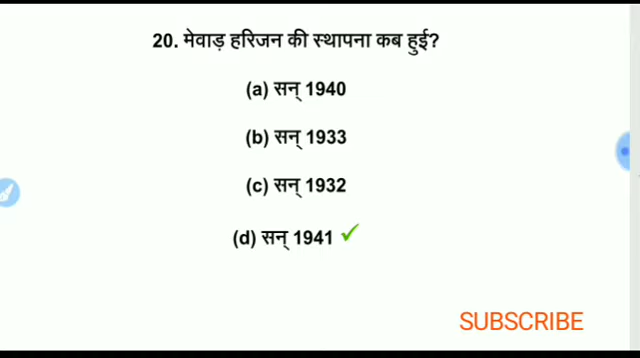 20. मेवाड़ हरिजन की स्थापना कब हुई?
(a) सन् 1940
(b) सन् 1933
(c) सन् 1932
(d) सन् 1941
SUBSCRIBE